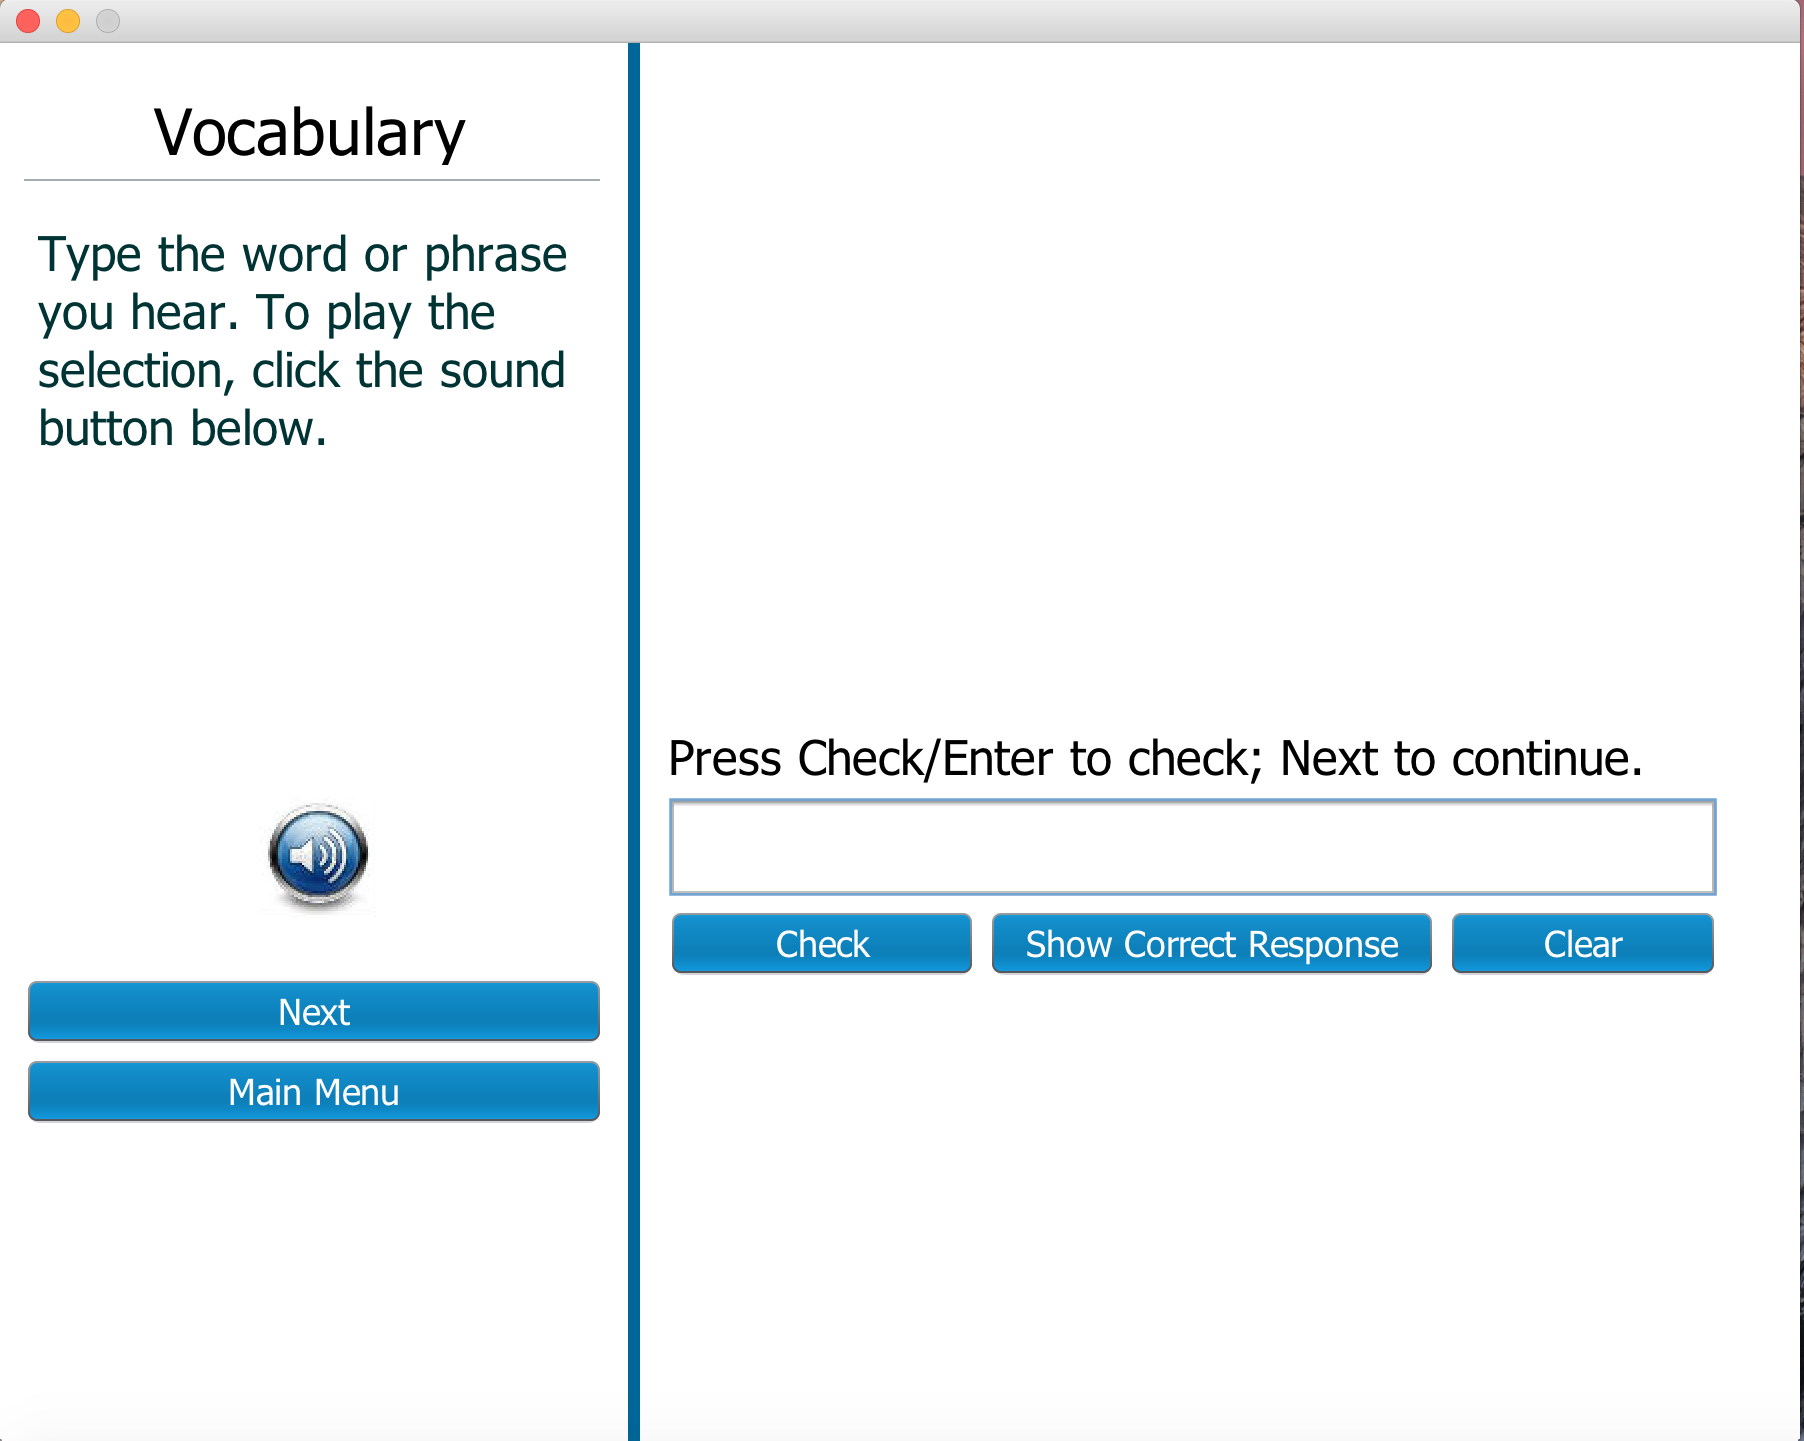 Vocabulary
Type the word or phrase
you hear. To play the
selection, click the sound
button below.
Next
Main Menu
Press Check/Enter to check; Next to continue.
Check
Show Correct Response
Clear